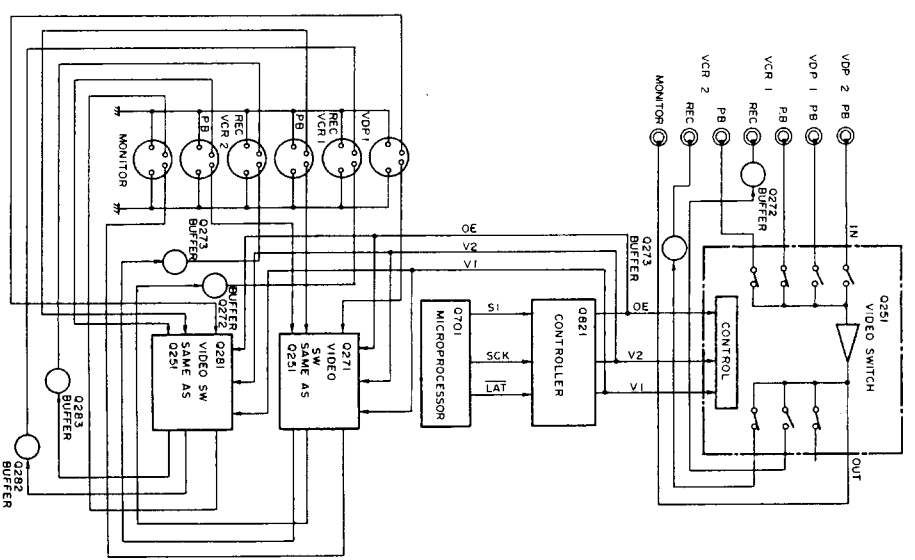 VDP 2 PB
VDP 1 PB
VCR 1
PB
REC
VCR 2
PB
REC
MONITOR
Q272
BUFFER
Q273
BUFFER
IN
Q251
VIDEO SWITCH
CONTROL
OUT
OE
V2
V1
Q821
CONTROLLER
Q701
MICROPROCESSOR
SI
SCK
LAT
OE
V2
V1
VDP1
REC
VCR 1
PB
REC
VCR 2
PB
MONITOR
Q273
BUFFER
BUFFER
Q272
Q271
VIDEO
SW
SAME AS
Q251
Q281
VIDEO SW
SAME AS
Q251
Q283
BUFFER
Q282
BUFFER